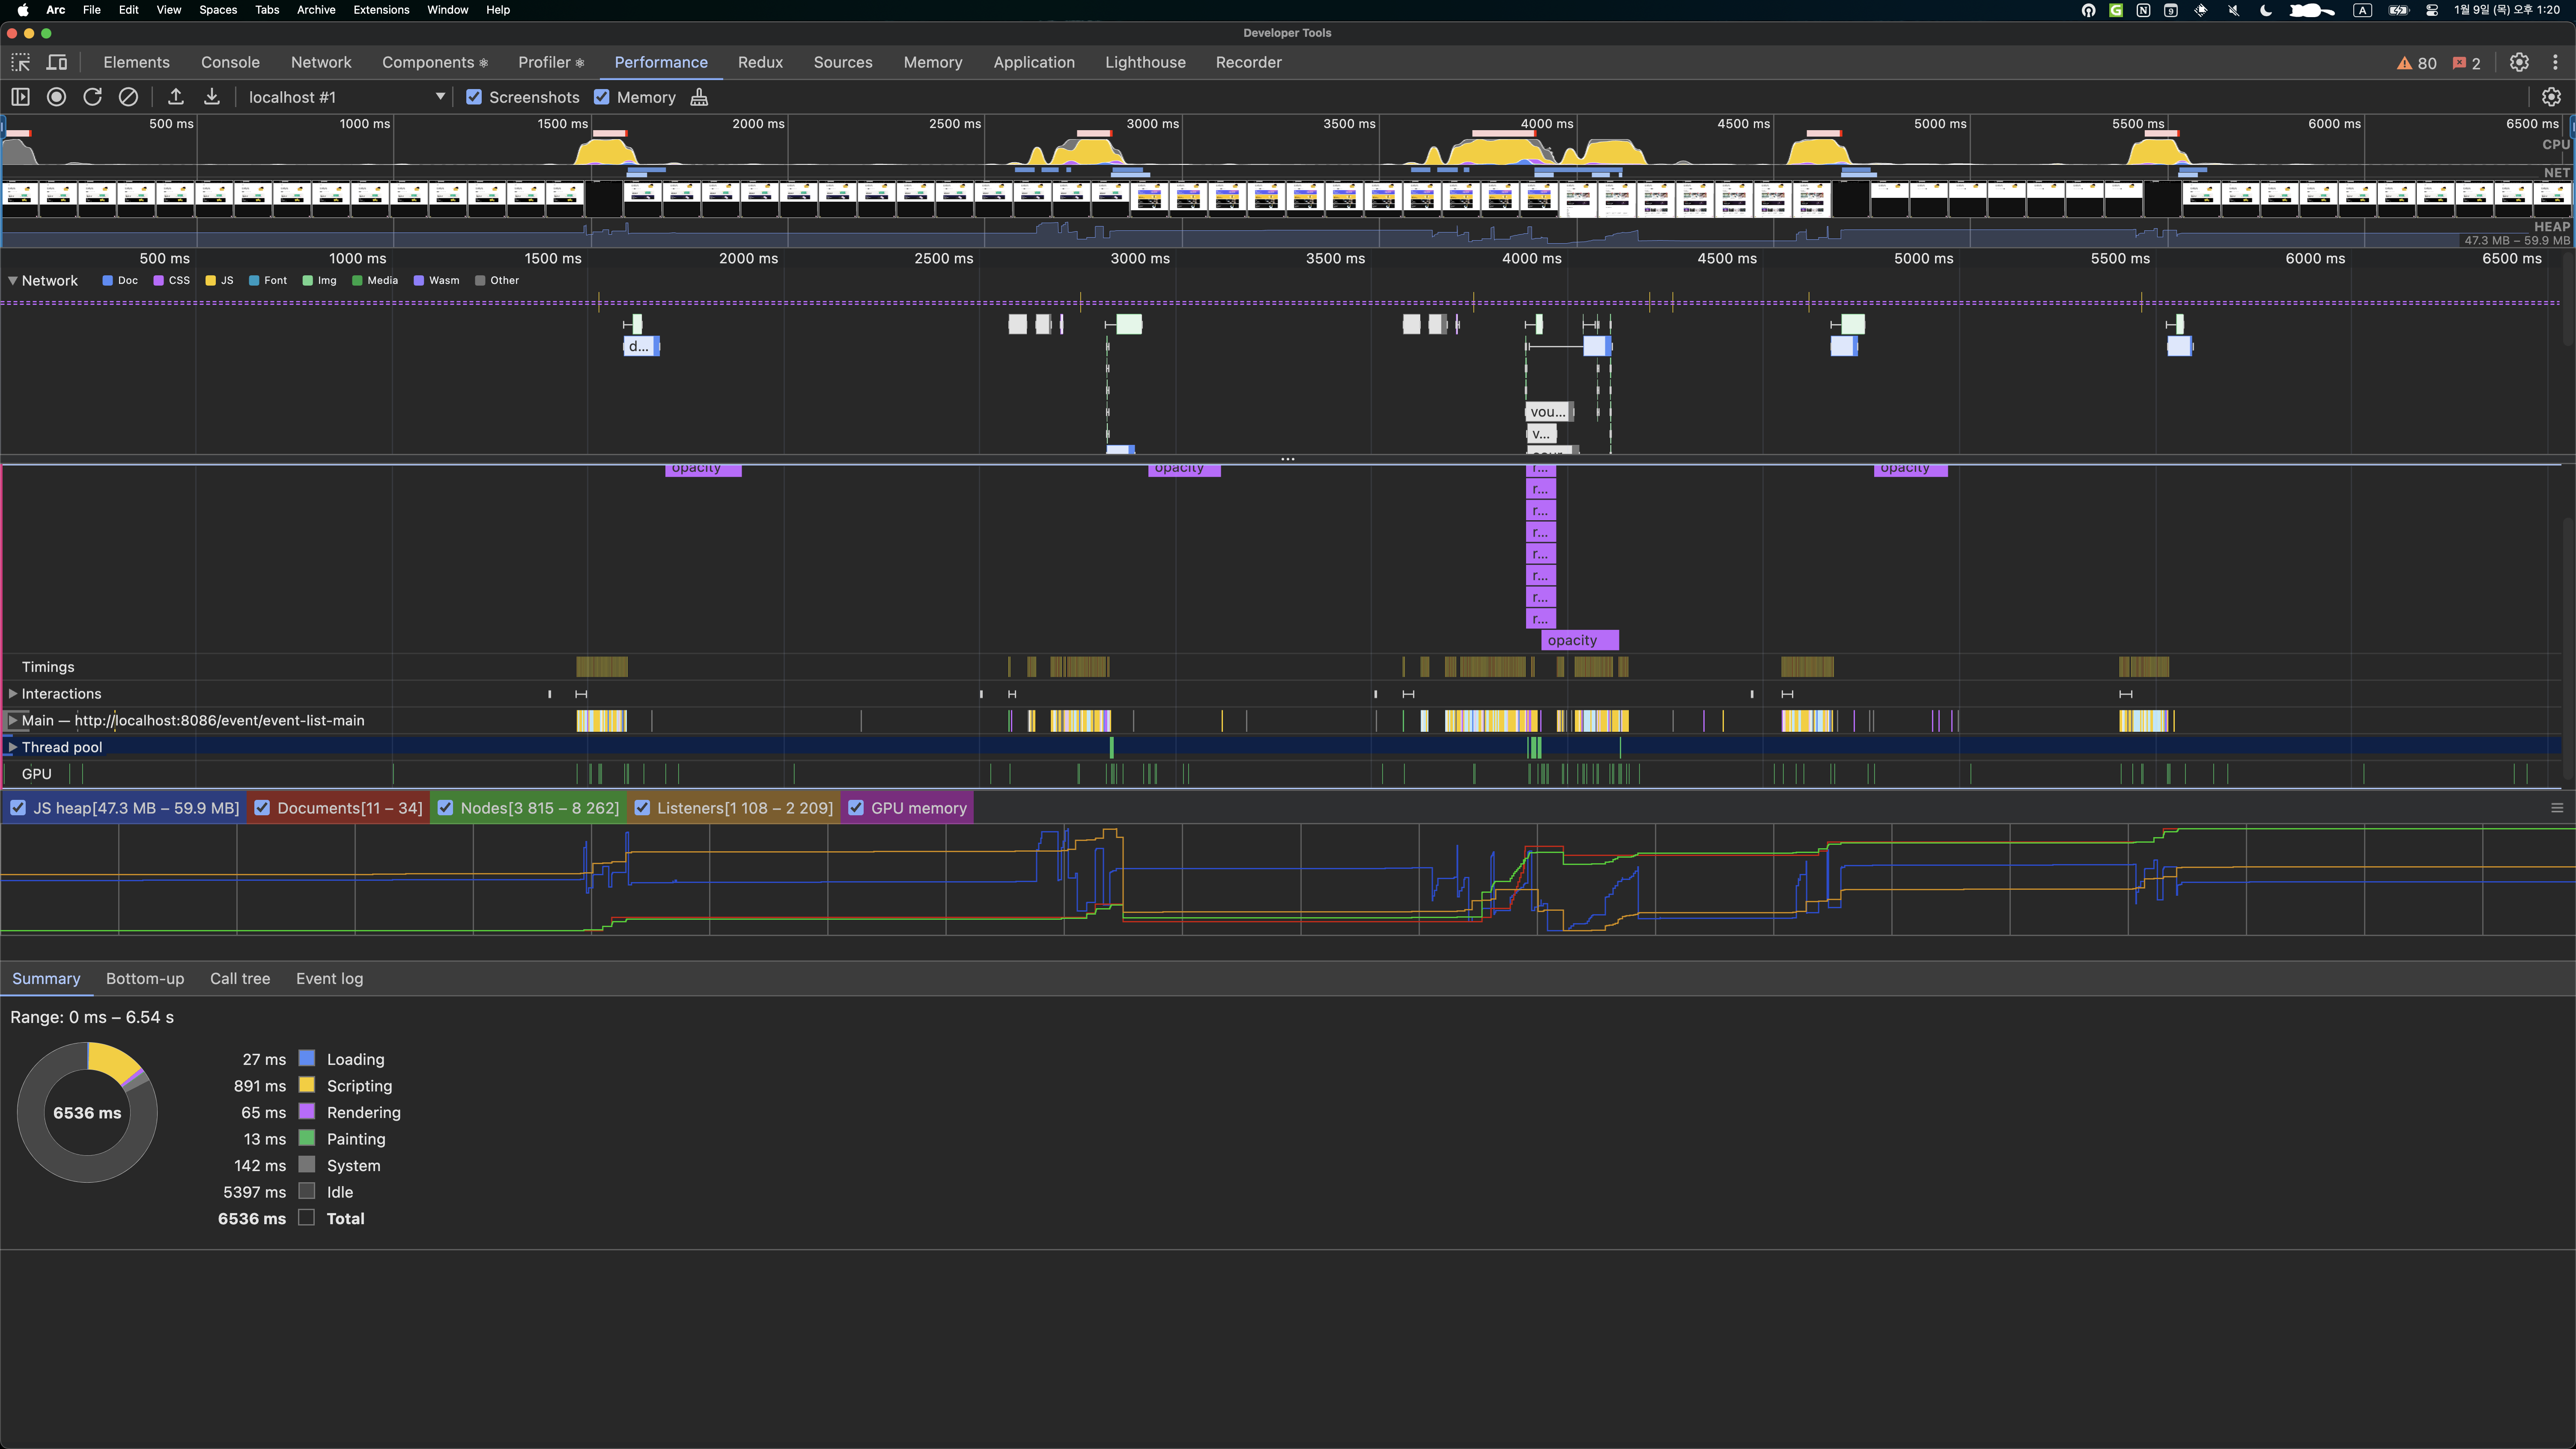 Arc File Edit View Spaces Tabs Archive Extensions Window Help
A 1월 9일 (목) 오후 1:20
Developer Tools
Elements Console Network Components Profiler Performance Redux Sources Memory Application Lighthouse Recorder 80 2
localhost #1 Screenshots Memory
500 ms 1000 ms 1500 ms 2000 ms 2500 ms 3000 ms 3500 ms 4000 ms 4500 ms 5000 ms 5500 ms 6000 ms 6500 ms
CPU
NET
HEAP
47.3 MB – 59.9 MB
500 ms 1000 ms 1500 ms 2000 ms 2500 ms 3000 ms 3500 ms 4000 ms 4500 ms 5000 ms 5500 ms 6000 ms 6500 ms
Network Doc CSS JS Font Img Media Wasm Other
d...
vou...
v...
opacity opacity r... opacity
r...
r...
r...
r...
r...
r...
r...
opacity
Timings
Interactions
Main — http://localhost:8086/event/event-list-main
Thread pool
GPU
JS heap[47.3 MB – 59.9 MB] Documents[11 – 34] Nodes[3 815 – 8 262] Listeners[1 108 – 2 209] GPU memory
Summary Bottom-up Call tree Event log
Range: 0 ms – 6.54 s
6536 ms
27 ms Loading
891 ms Scripting
65 ms Rendering
13 ms Painting
142 ms System
5397 ms Idle
6536 ms Total